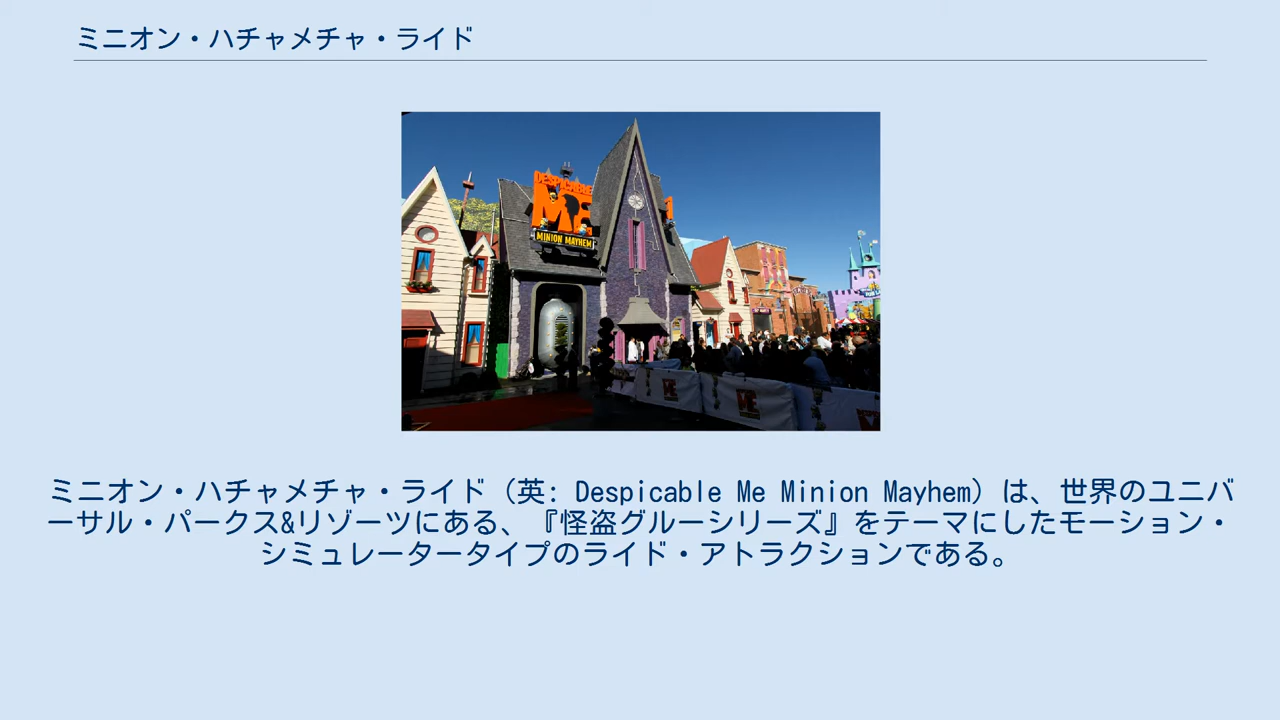 ミニオン・ハチャメチャ・ライド
DESPICABLE
ME
MINION MAYHEM
ME
ME
ミニオン・ハチャメチャ・ライド（英: Despicable Me Minion Mayhem）は、世界のユニバ
ーサル・パークス&リゾーツにある、『怪盗グルーシリーズ』をテーマにしたモーション・
シミュレータータイプのライド・アトラクションである。